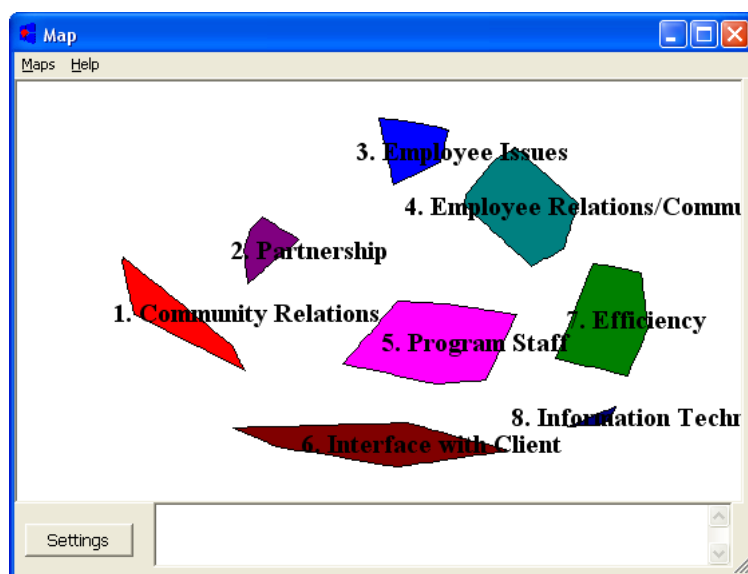 Map
Maps Help
3. Employee Issues
4. Employee Relations/Commu
2. Partnership
1. Community Relations
7. Efficiency
5. Program Staff
8. Information Techn
6. Interface with Client
Settings